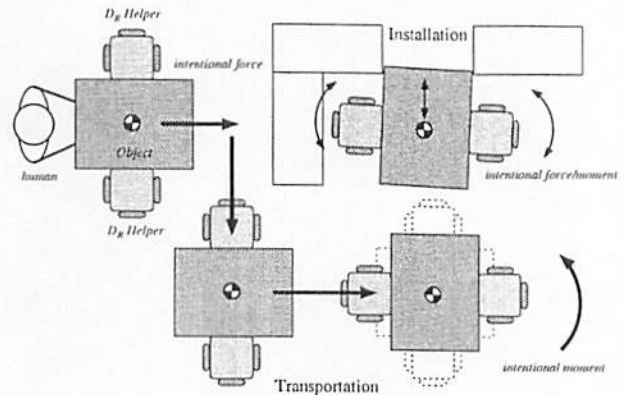 D_R Helper
intentional force
Installation
Object
human
D_R Helper
intentional force/moment
intentional moment
Transportation